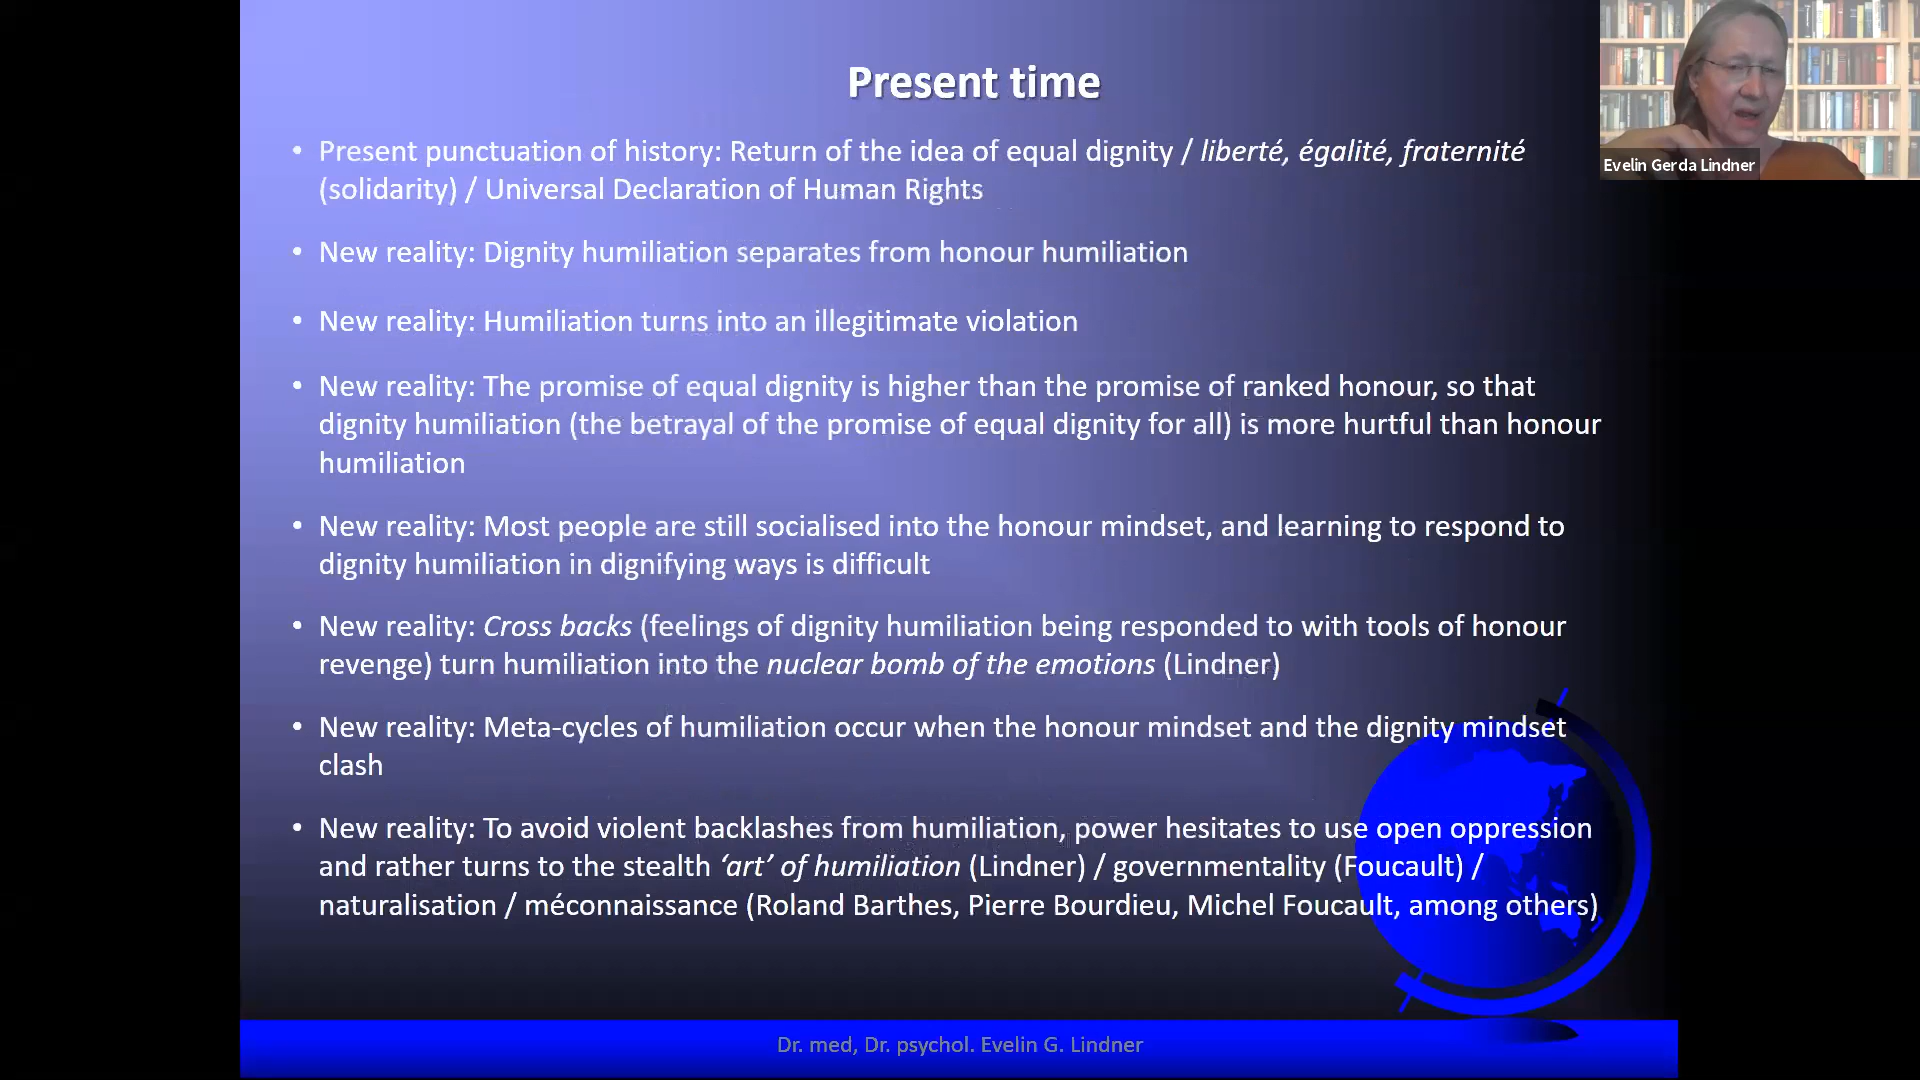 Present time
Evelin Gerda Lindner
• Present punctuation of history: Return of the idea of equal dignity / liberté, égalité, fraternité
(solidarity) / Universal Declaration of Human Rights
• New reality: Dignity humiliation separates from honour humiliation
• New reality: Humiliation turns into an illegitimate violation
• New reality: The promise of equal dignity is higher than the promise of ranked honour, so that
dignity humiliation (the betrayal of the promise of equal dignity for all) is more hurtful than honour
humiliation
• New reality: Most people are still socialised into the honour mindset, and learning to respond to
dignity humiliation in dignifying ways is difficult
• New reality: Cross backs (feelings of dignity humiliation being responded to with tools of honour
revenge) turn humiliation into the nuclear bomb of the emotions (Lindner)
• New reality: Meta-cycles of humiliation occur when the honour mindset and the dignity mindset
clash
• New reality: To avoid violent backlashes from humiliation, power hesitates to use open oppression
and rather turns to the stealth ‘art’ of humiliation (Lindner) / governmentality (Foucault) /
naturalisation / méconnaissance (Roland Barthes, Pierre Bourdieu, Michel Foucault, among others)
Dr. med, Dr. psychol. Evelin G. Lindner